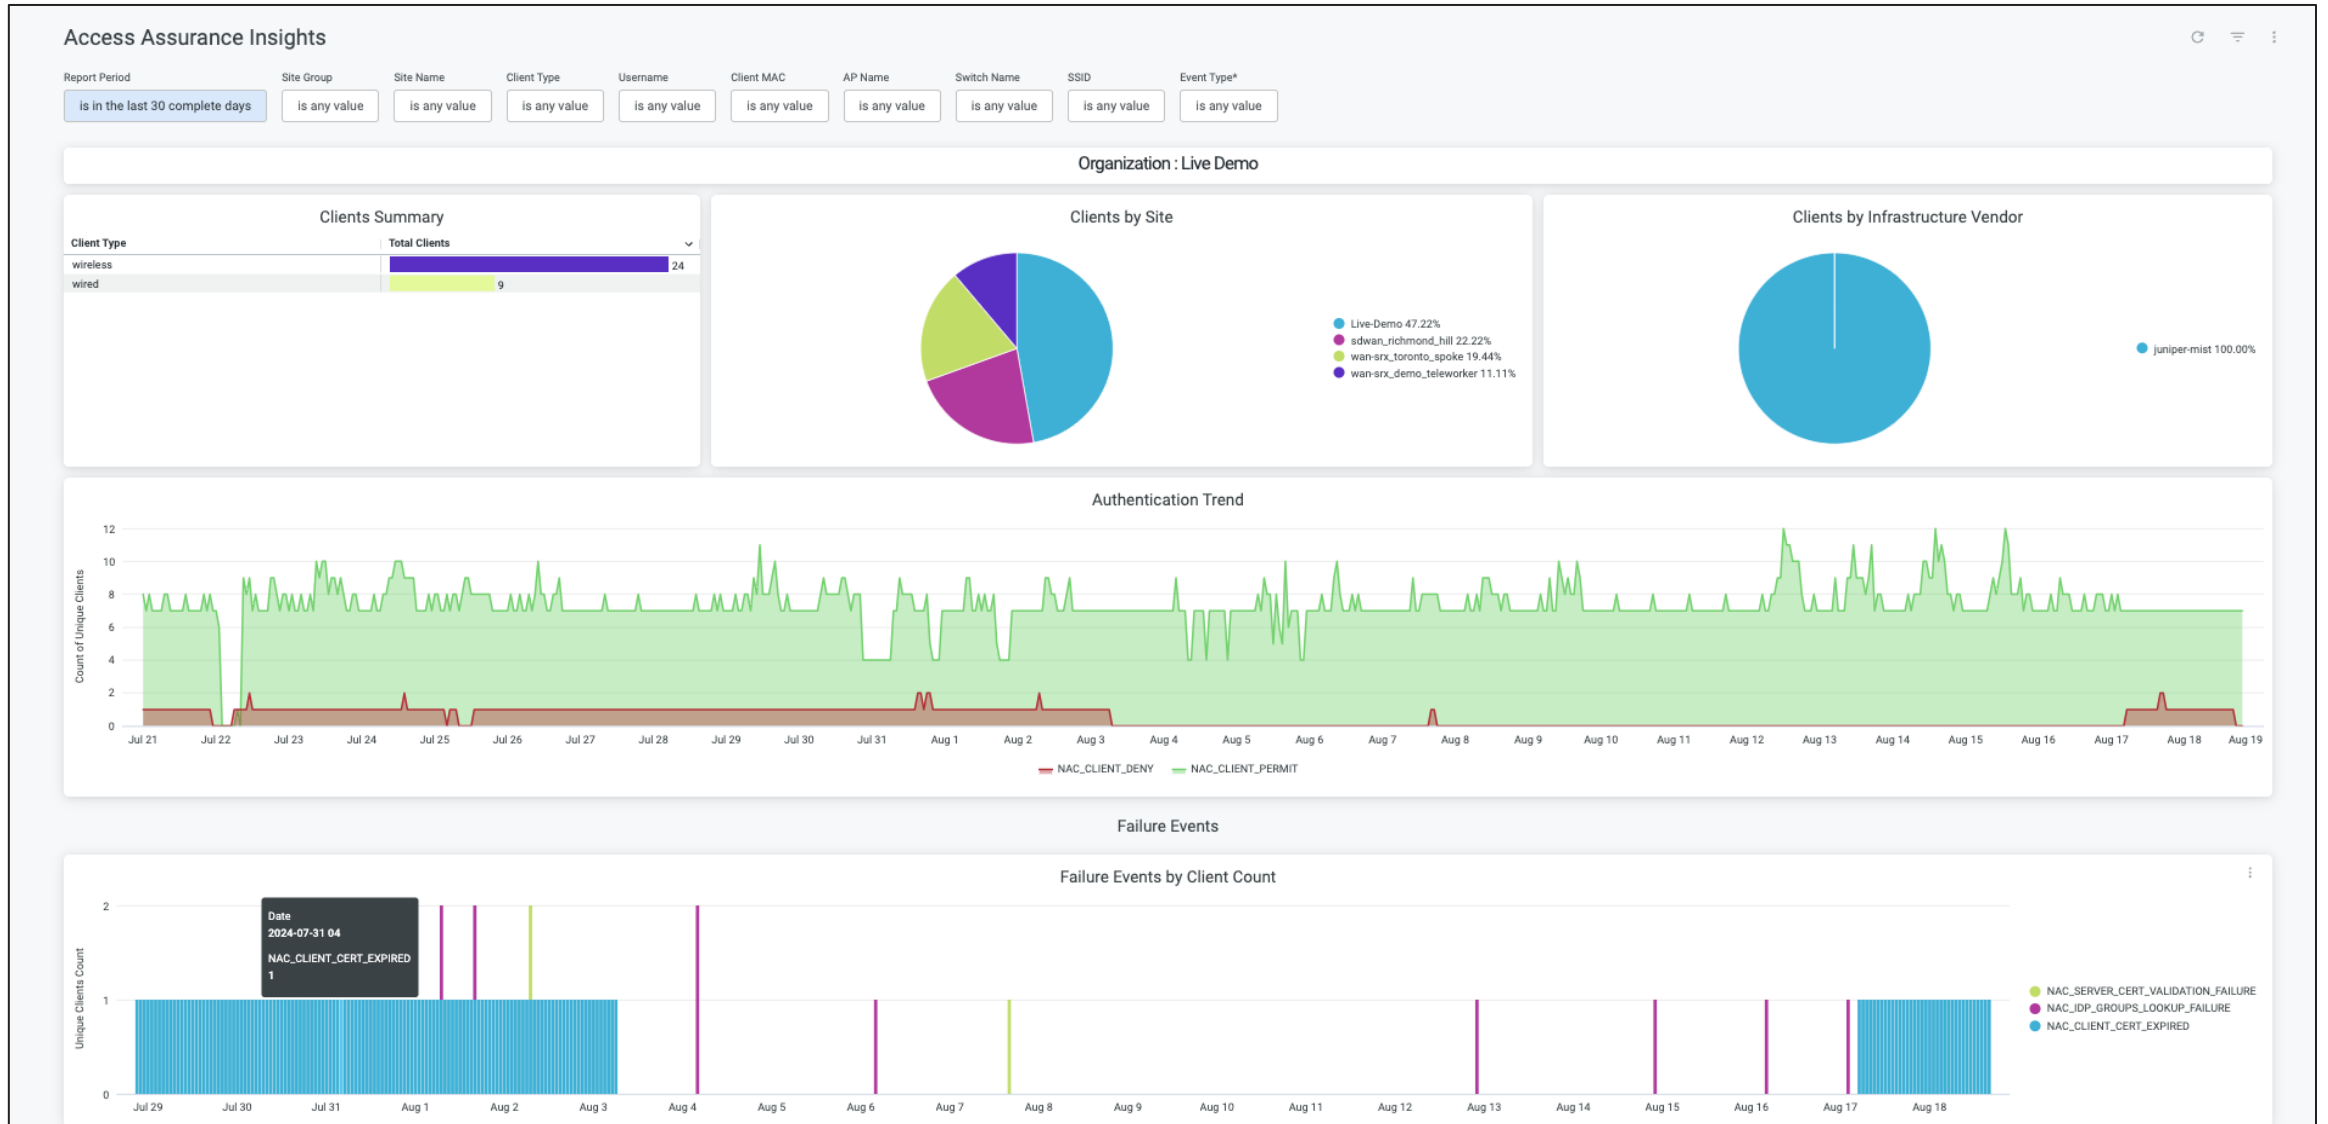 Access Assurance Insights
Report Period Site Group Site Name Client Type Username Client MAC AP Name Switch Name SSID Event Type*
is in the last 30 complete days is any value is any value is any value is any value is any value is any value is any value is any value is any value
Organization : Live Demo
Clients Summary
Client Type Total Clients
wireless 24
wired 9
Clients by Site
Live-Demo 47.22%
sdwan_richmond_hill 22.22%
wan-srx_toronto_spoke 19.44%
wan-srx_demo_teleworker 11.11%
Clients by Infrastructure Vendor
juniper-mist 100.00%
Authentication Trend
Count of Unique Clients
12
10
8
6
4
2
0
Jul 21 Jul 22 Jul 23 Jul 24 Jul 25 Jul 26 Jul 27 Jul 28 Jul 29 Jul 30 Jul 31 Aug 1 Aug 2 Aug 3 Aug 4 Aug 5 Aug 6 Aug 7 Aug 8 Aug 9 Aug 10 Aug 11 Aug 12 Aug 13 Aug 14 Aug 15 Aug 16 Aug 17 Aug 18 Aug 19
NAC_CLIENT_DENY NAC_CLIENT_PERMIT
Failure Events
Failure Events by Client Count
Unique Clients Count
2
1
0
Date
2024-07-31 04
NAC_CLIENT_CERT_EXPIRED
1
NAC_SERVER_CERT_VALIDATION_FAILURE
NAC_IDP_GROUPS_LOOKUP_FAILURE
NAC_CLIENT_CERT_EXPIRED
Jul 29 Jul 30 Jul 31 Aug 1 Aug 2 Aug 3 Aug 4 Aug 5 Aug 6 Aug 7 Aug 8 Aug 9 Aug 10 Aug 11 Aug 12 Aug 13 Aug 14 Aug 15 Aug 16 Aug 17 Aug 18